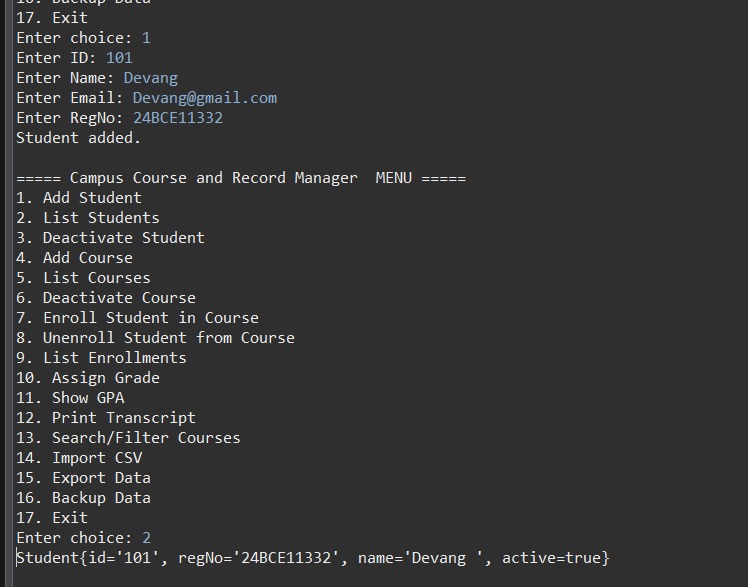 16. Backup Data
17. Exit
Enter choice: 1
Enter ID: 101
Enter Name: Devang
Enter Email: Devang@gmail.com
Enter RegNo: 24BCE11332
Student added.
===== Campus Course and Record Manager  MENU =====
1. Add Student
2. List Students
3. Deactivate Student
4. Add Course
5. List Courses
6. Deactivate Course
7. Enroll Student in Course
8. Unenroll Student from Course
9. List Enrollments
10. Assign Grade
11. Show GPA
12. Print Transcript
13. Search/Filter Courses
14. Import CSV
15. Export Data
16. Backup Data
17. Exit
Enter choice: 2
Student{id='101', regNo='24BCE11332', name='Devang ', active=true}